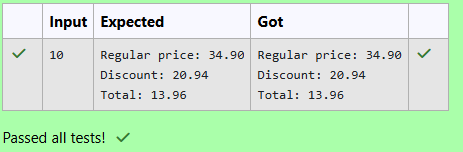 Input Expected Got
10 Regular price: 34.90 Regular price: 34.90
Discount: 20.94 Discount: 20.94
Total: 13.96 Total: 13.96
Passed all tests!